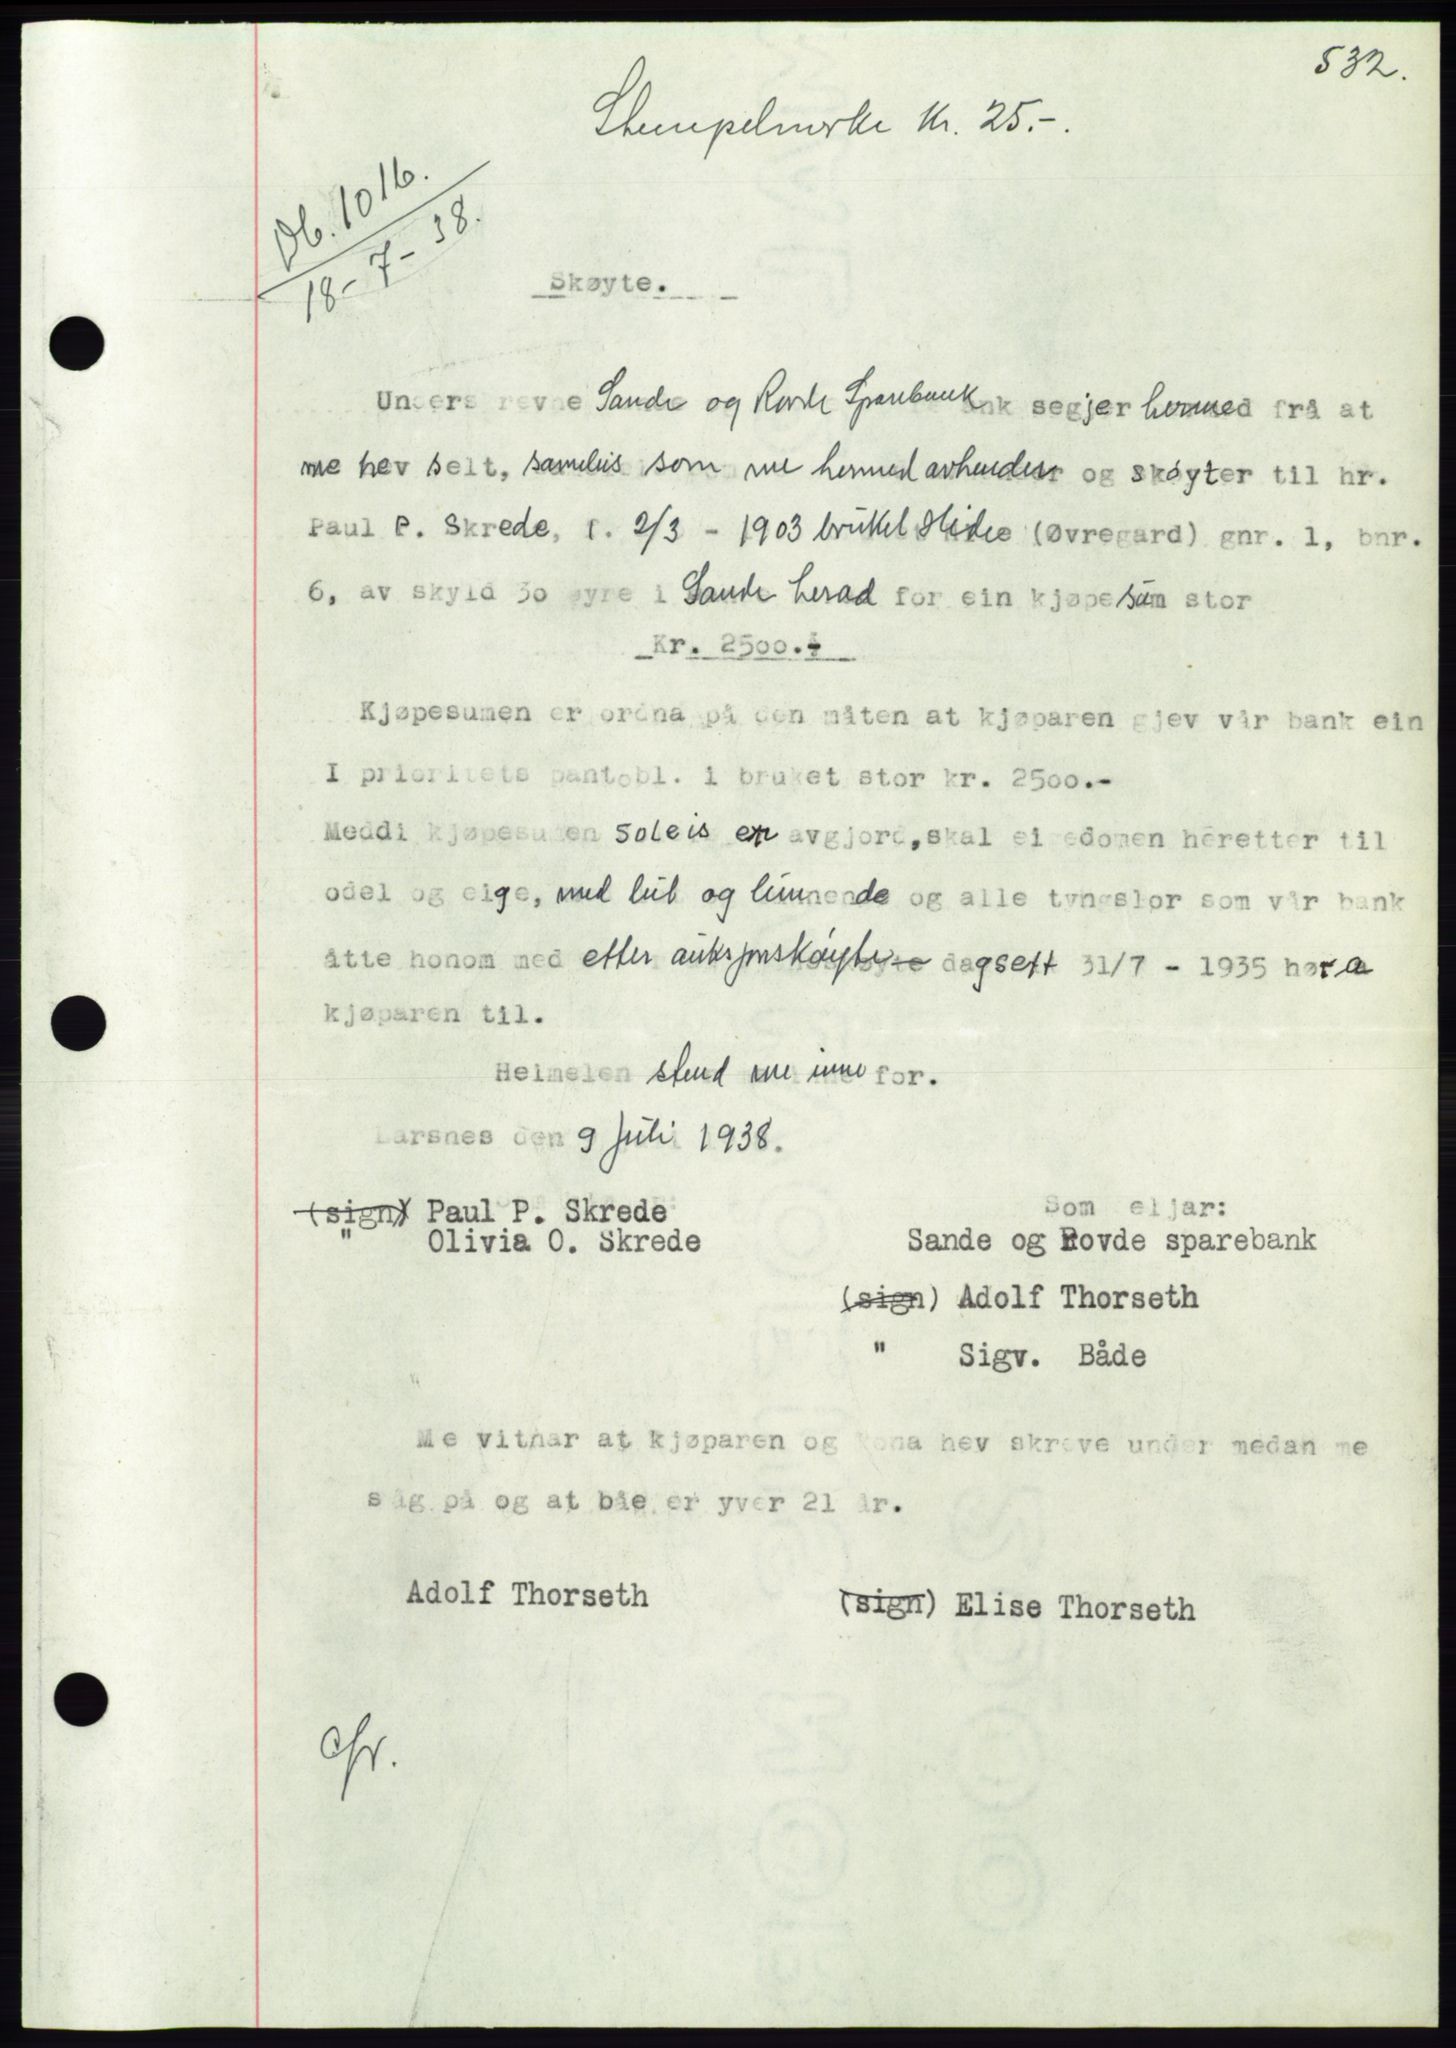 532.
Stempelmerke kr. 25.-.
Db. 1016.
18-7-38.
Skøyte.
Underskrevne Sande og Rovde Sparebank segjer hermed frå at
me hev selt, sameleis som me hermed avhender og skøyter til hr.
Paul P. Skrede, f. 2/3 - 1903 bruket Hide (Øvregard) gnr. 1, bnr.
6, av skyld 30 øyre i Sande herad for ein kjøpesum stor
Kr. 2500.-
Kjøpesumen er ordna på den måten at kjøparen gjev vår bank ein
I prioritets pantobl. i bruket stor kr. 2500.-
Meddi kjøpesumen soleis er avgjord, skal eigedomen heretter til
odel og eige, med lut og lunnende og alle tyngslor som vår bank
åtte honom med etter auksjonskøyte dagsett 31/7 - 1935 høra
kjøparen til.
Heimelen stend me inne for.
Larsnes den 9 juli 1938.
(sign) Paul P. Skrede
" Olivia O. Skrede
Som eljar:
Sande og Rovde sparebank
(sign) Adolf Thorseth
" Sigv. Både
Me vitnar at kjøparen og kona hev skreve under medan me
såg på og at båe er yver 21 år.
Adolf Thorseth (sign) Elise Thorseth